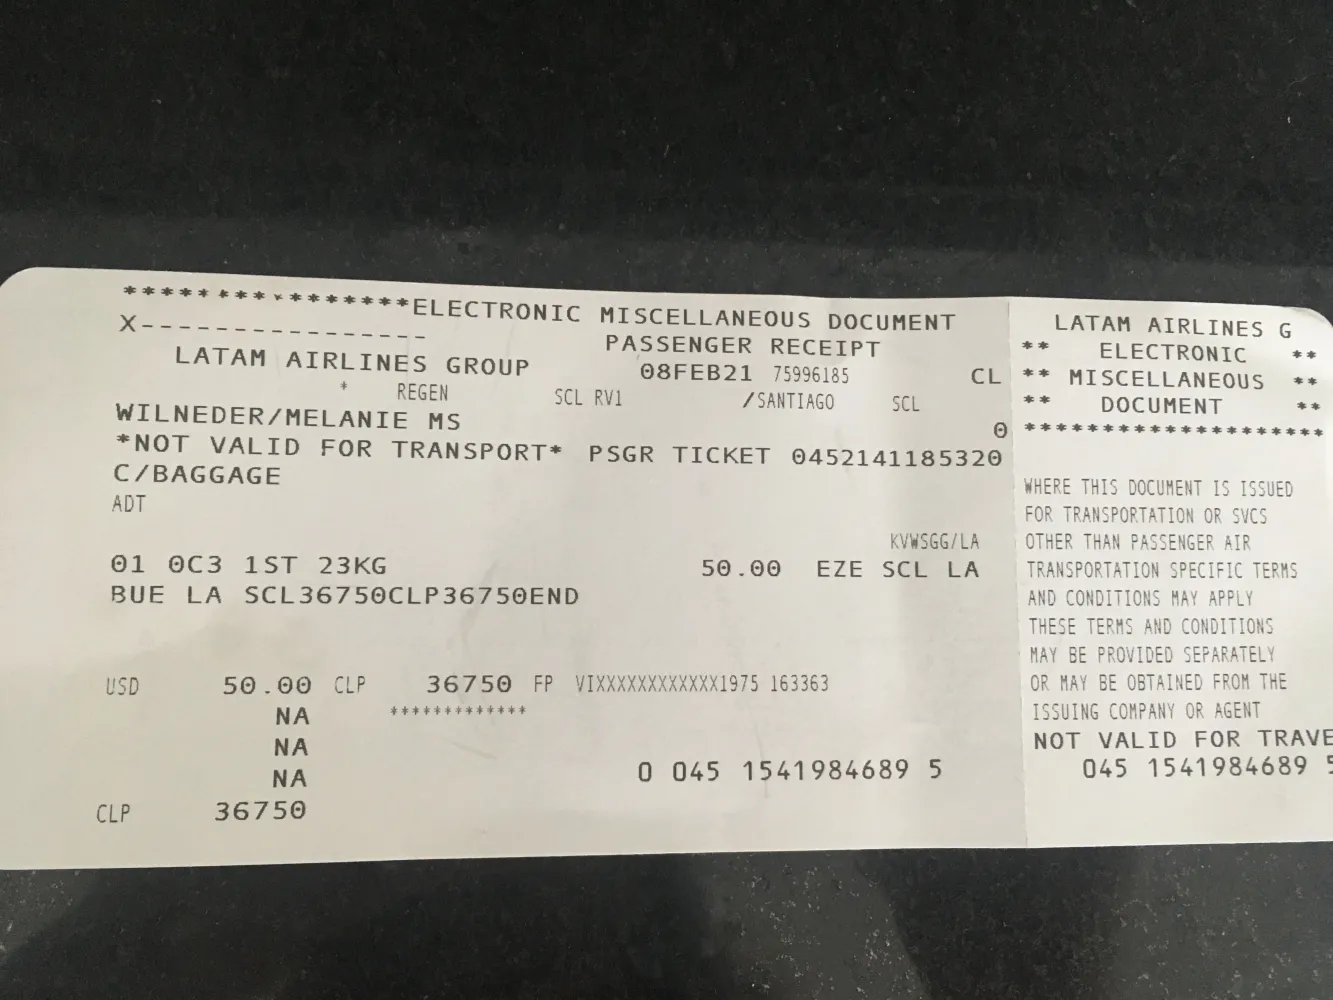 ****************ELECTRONIC MISCELLANEOUS DOCUMENT
X----------------
PASSENGER RECEIPT
LATAM AIRLINES GROUP 08FEB21 75996185 CL
* REGEN SCL RV1 /SANTIAGO SCL
WILNEDER/MELANIE MS 0
*NOT VALID FOR TRANSPORT* PSGR TICKET 0452141185320
C/BAGGAGE
ADT
KVWSGG/LA
01 0C3 1ST 23KG 50.00 EZE SCL LA
BUE LA SCL36750CLP36750END
USD 50.00 CLP 36750 FP VIXXXXXXXXXXXX1975 163363
NA *************
NA
NA 0 045 1541984689 5
CLP 36750
LATAM AIRLINES G
** ELECTRONIC **
** MISCELLANEOUS **
** DOCUMENT **
********************
WHERE THIS DOCUMENT IS ISSUED
FOR TRANSPORTATION OR SVCS
OTHER THAN PASSENGER AIR
TRANSPORTATION SPECIFIC TERMS
AND CONDITIONS MAY APPLY
THESE TERMS AND CONDITIONS
MAY BE PROVIDED SEPARATELY
OR MAY BE OBTAINED FROM THE
ISSUING COMPANY OR AGENT
NOT VALID FOR TRAVE
045 1541984689 5